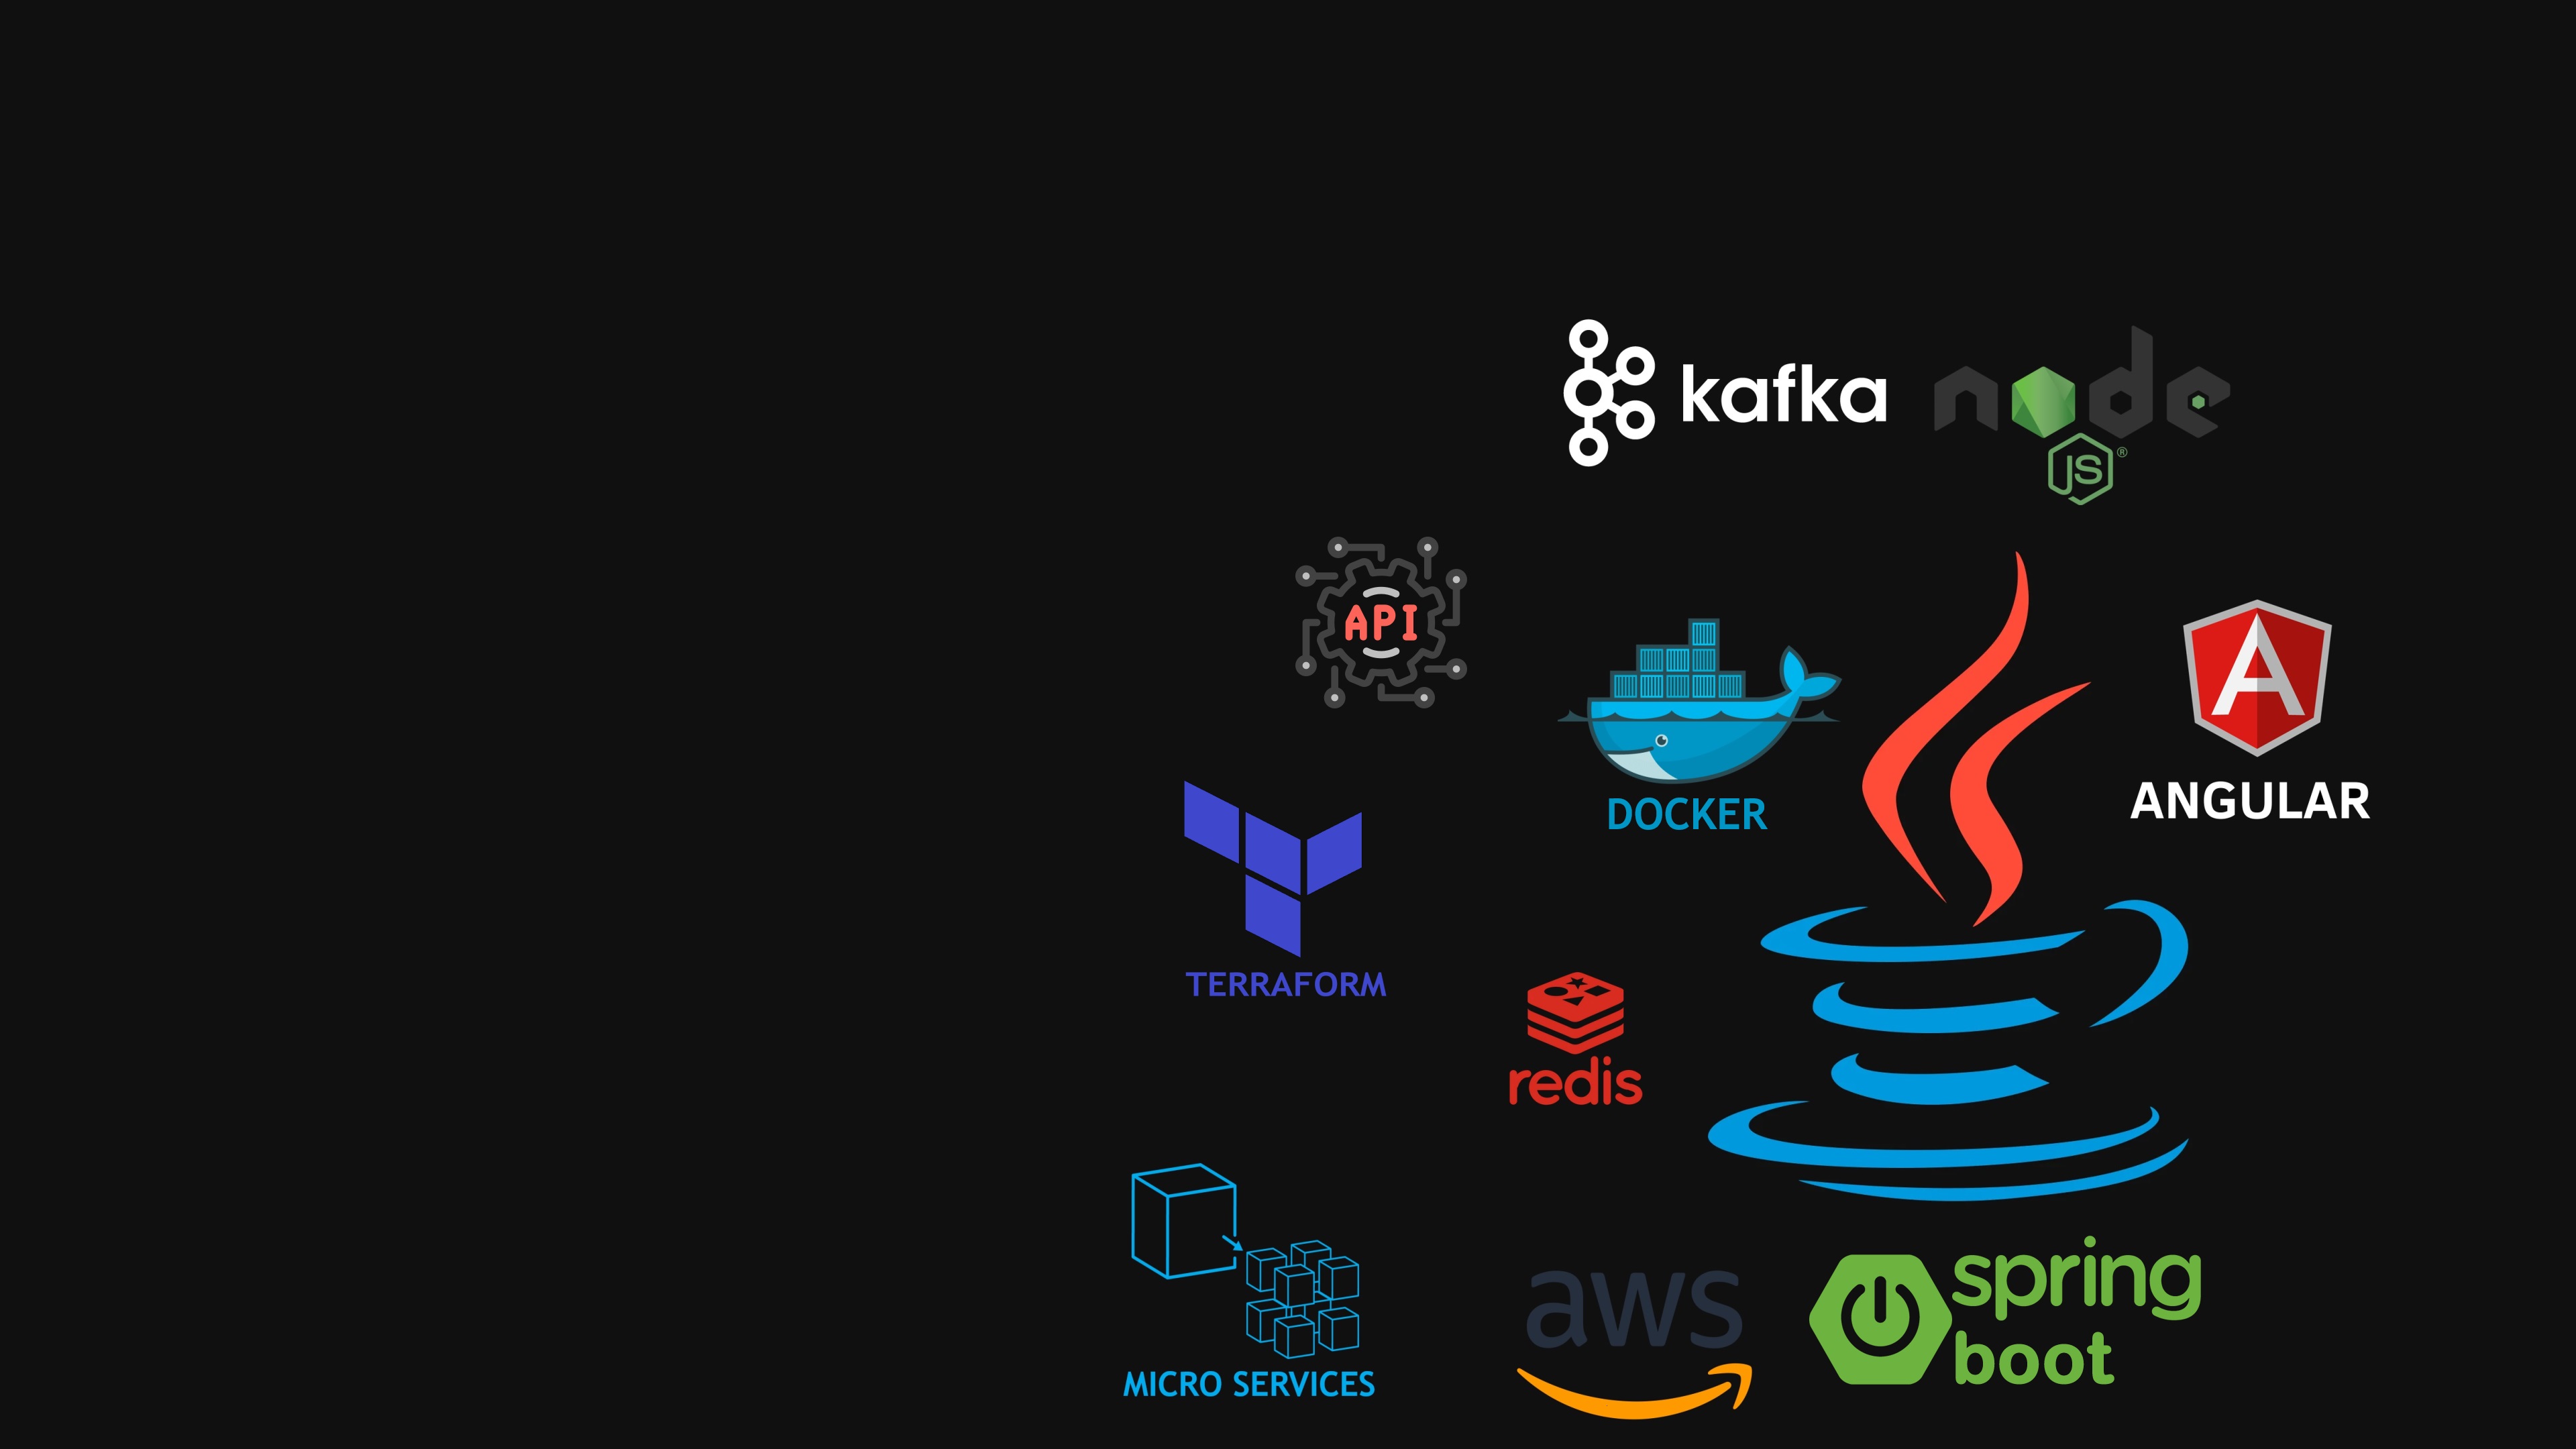 kafka
node
JS®
API
DOCKER
ANGULAR
TERRAFORM
redis
MICRO SERVICES
aws
spring
boot